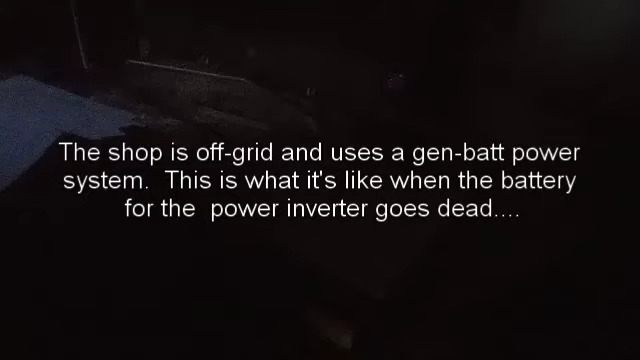 The shop is off-grid and uses a gen-batt power
system.  This is what it's like when the battery
for the  power inverter goes dead....